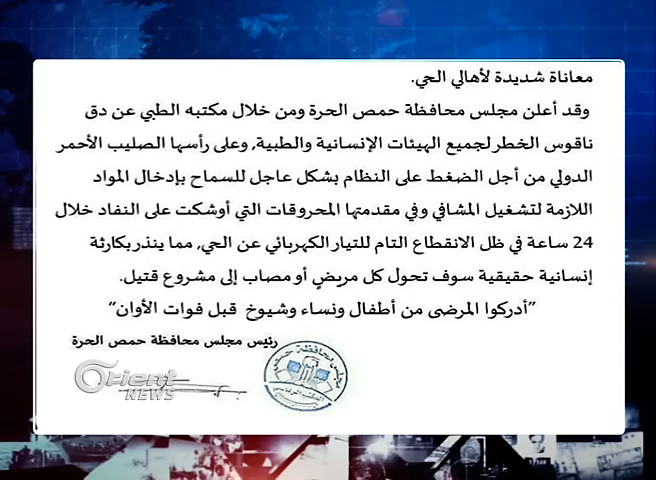 معاناة شديدة لأهالي الحي.
وقد أعلن مجلس محافظة حمص الحرة ومن خلال مكتبه الطبي عن دق
ناقوس الخطر لجميع الهيئات الإنسانية والطبية, وعلى رأسها الصليب الأحمر
الدولي من أجل الضغط على النظام بشكل عاجل للسماح بإدخال المواد
اللازمة لتشغيل المشافي وفي مقدمتها المحروقات التي أوشكت على النفاد خلال
24 ساعة في ظل الانقطاع التام للتيار الكهربائي عن الحي, مما ينذر بكارثة
إنسانية حقيقية سوف تحول كل مريضٍ أو مصاب إلى مشروع قتيل.
”أدركوا المرضى من أطفال ونساء وشيوخ قبل فوات الأوان“
رئيس مجلس محافظة حمص الحرة
مجلس محافظة حمص
Orient
NEWS